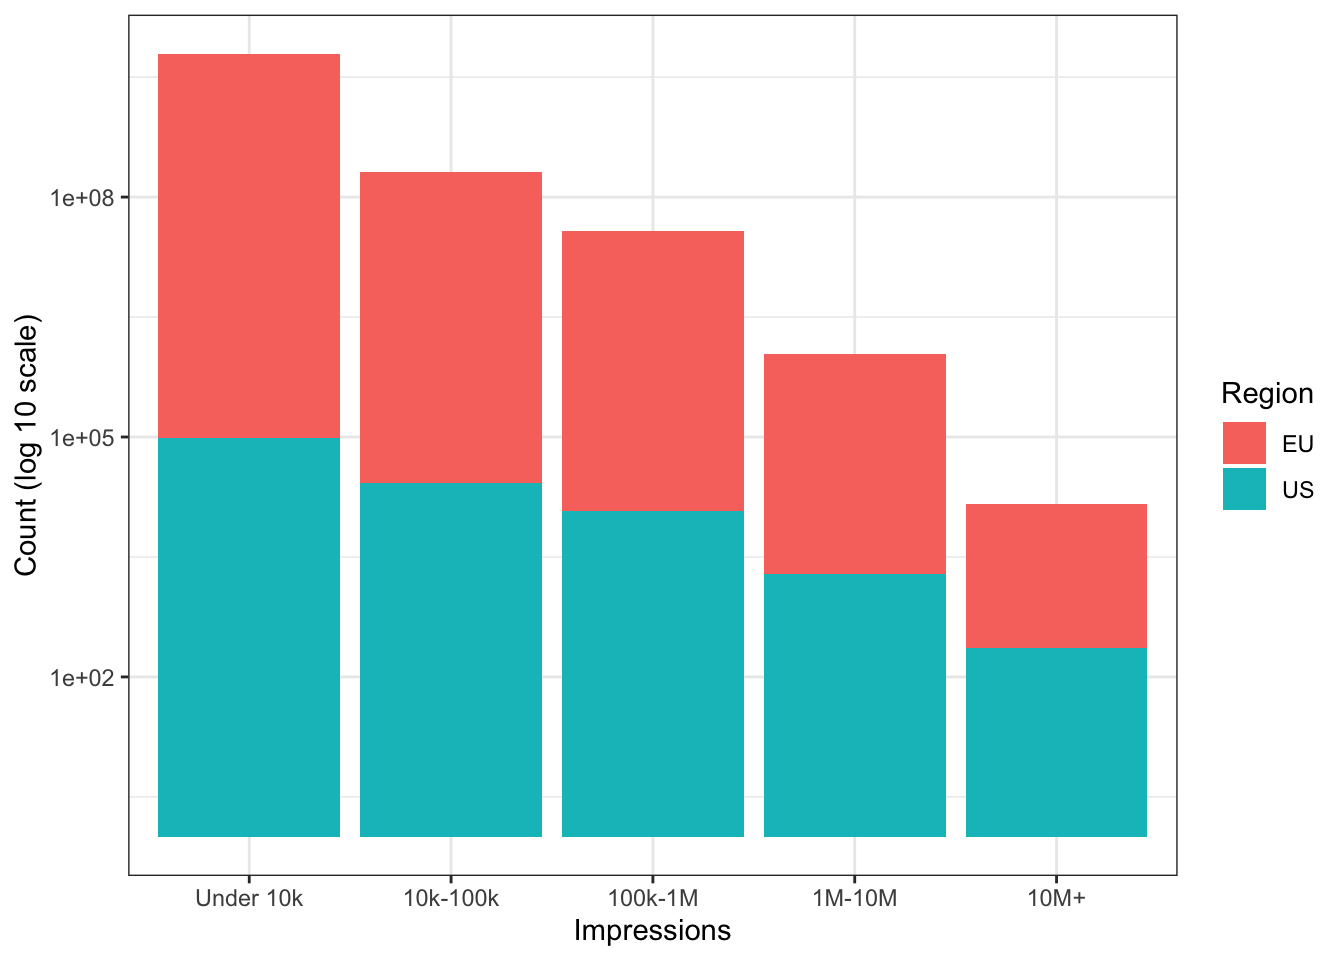 Count (log 10 scale)
1e+08
1e+05
1e+02
Under 10k
10k-100k
100k-1M
1M-10M
10M+
Impressions
Region
EU
US